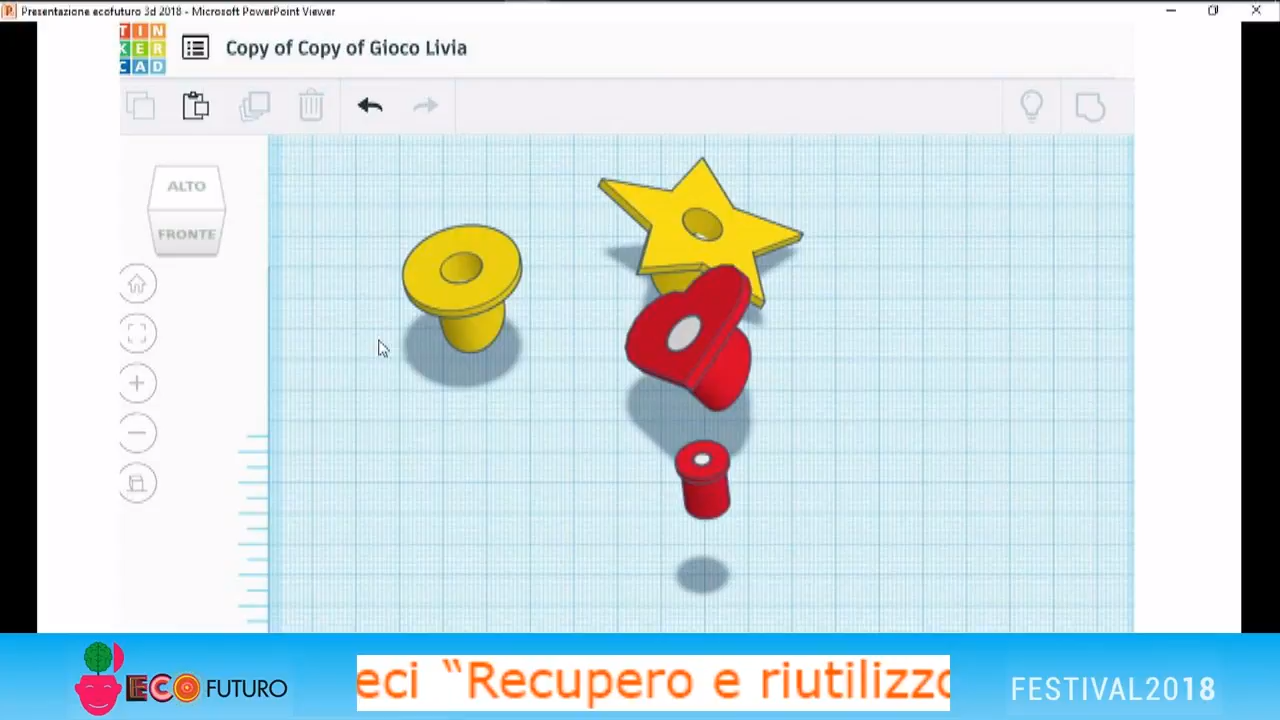 Presentazione ecofuturo 3d 2018 - Microsoft PowerPoint Viewer
TIN
KER
CAD
Copy of Copy of Gioco Livia
ALTO
FRONTE
ECO FUTURO
eci “Recupero e riutilizzo
FESTIVAL2018